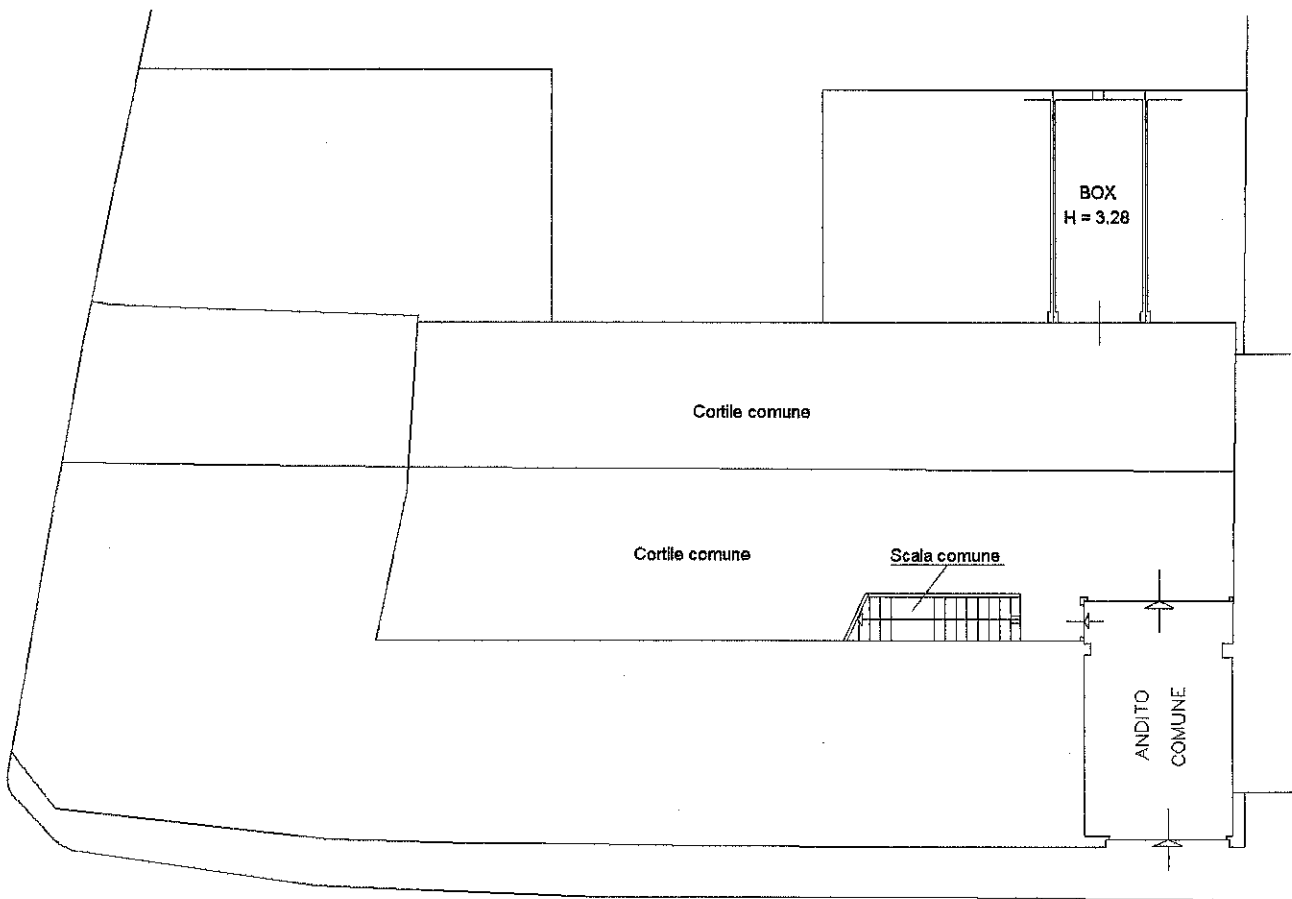 BOX
H = 3,28
Cortile comune
Cortile comune
Scala comune
ANDITO
COMUNE